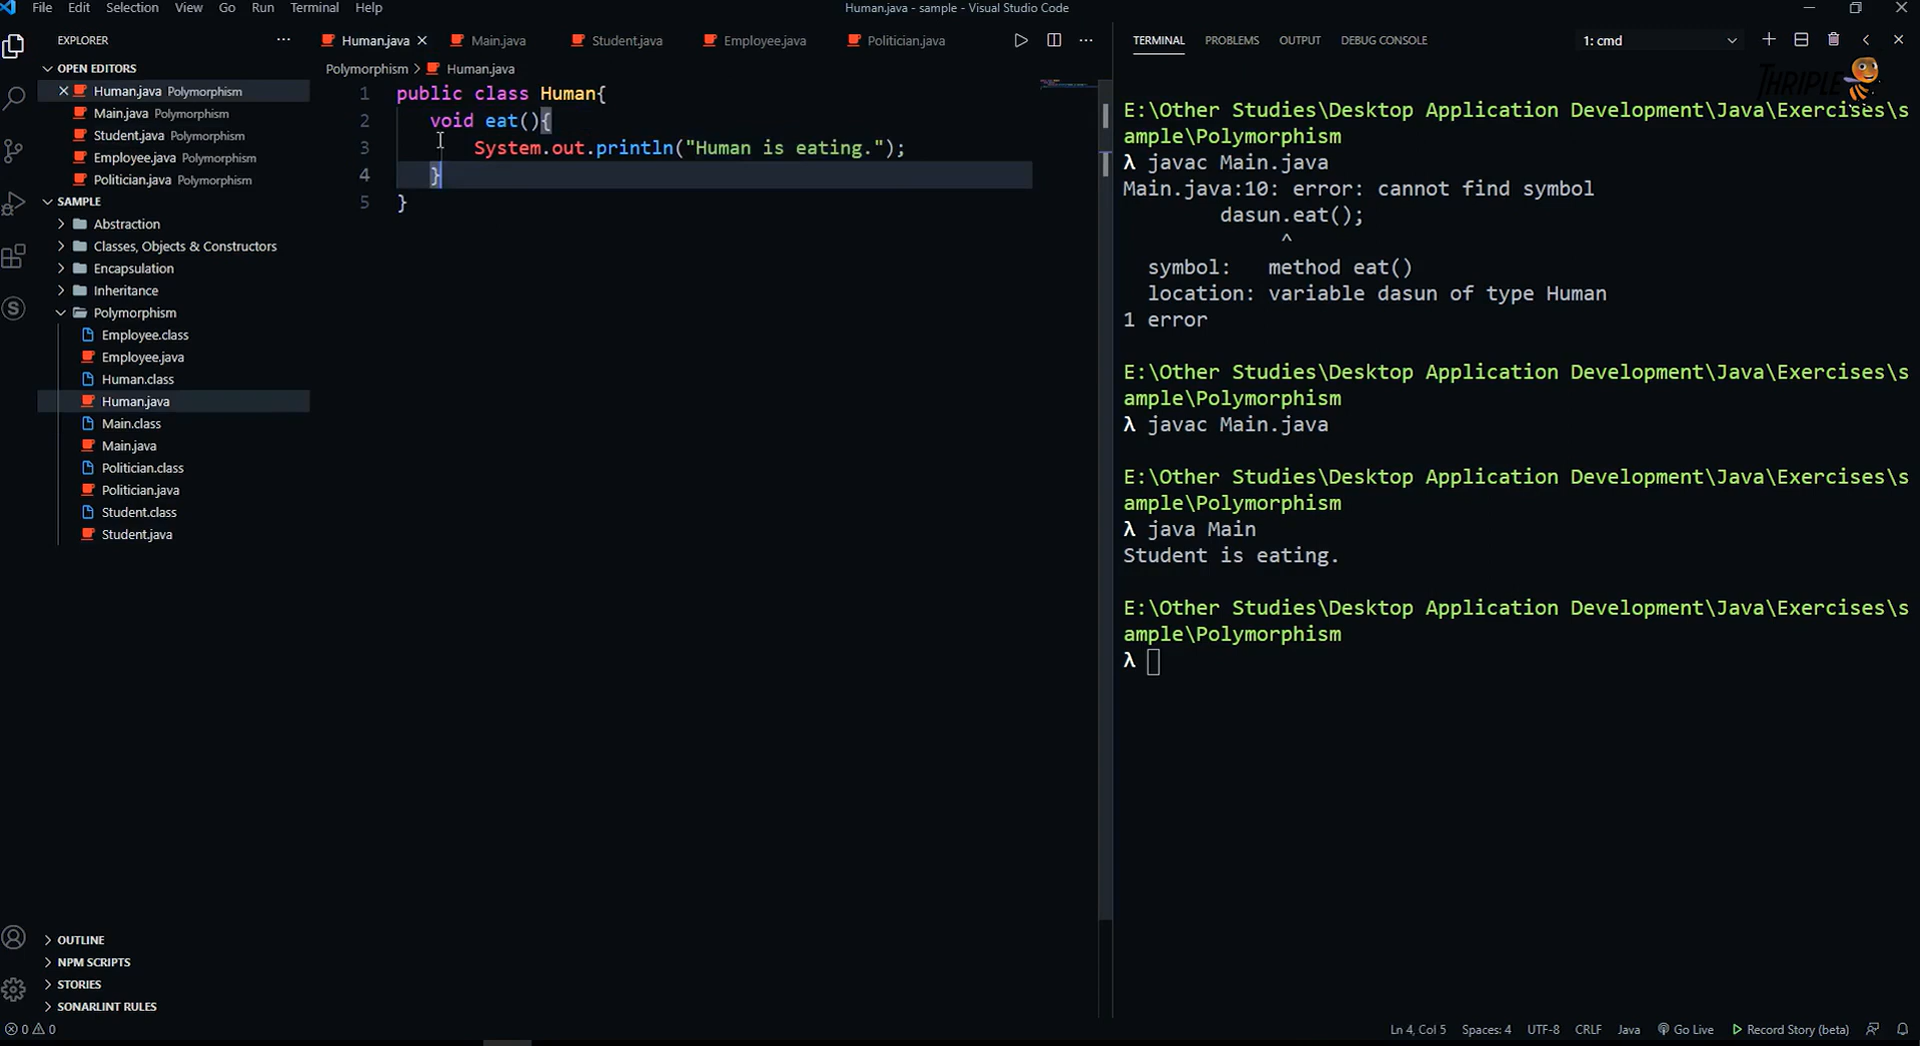 File Edit Selection View Go Run Terminal Help
Human.java - sample - Visual Studio Code
EXPLORER
OPEN EDITORS
Human.java Polymorphism
Main.java Polymorphism
Student.java Polymorphism
Employee.java Polymorphism
Politician.java Polymorphism
SAMPLE
Abstraction
Classes, Objects & Constructors
Encapsulation
Inheritance
Polymorphism
Employee.class
Employee.java
Human.class
Human.java
Main.class
Main.java
Politician.class
Politician.java
Student.class
Student.java
OUTLINE
NPM SCRIPTS
STORIES
SONARLINT RULES
Human.java Main.java Student.java Employee.java Politician.java
Polymorphism > Human.java
1 public class Human{
2 void eat(){
3 System.out.println("Human is eating.");
4 }
5 }
TERMINAL PROBLEMS OUTPUT DEBUG CONSOLE 1: cmd
THRIPLE
E:\Other Studies\Desktop Application Development\Java\Exercises\s
ample\Polymorphism
λ javac Main.java
Main.java:10: error: cannot find symbol
dasun.eat();
^
symbol: method eat()
location: variable dasun of type Human
1 error
E:\Other Studies\Desktop Application Development\Java\Exercises\s
ample\Polymorphism
λ javac Main.java
E:\Other Studies\Desktop Application Development\Java\Exercises\s
ample\Polymorphism
λ java Main
Student is eating.
E:\Other Studies\Desktop Application Development\Java\Exercises\s
ample\Polymorphism
λ
0 0 Ln 4, Col 5 Spaces: 4 UTF-8 CRLF Java Go Live Record Story (beta)